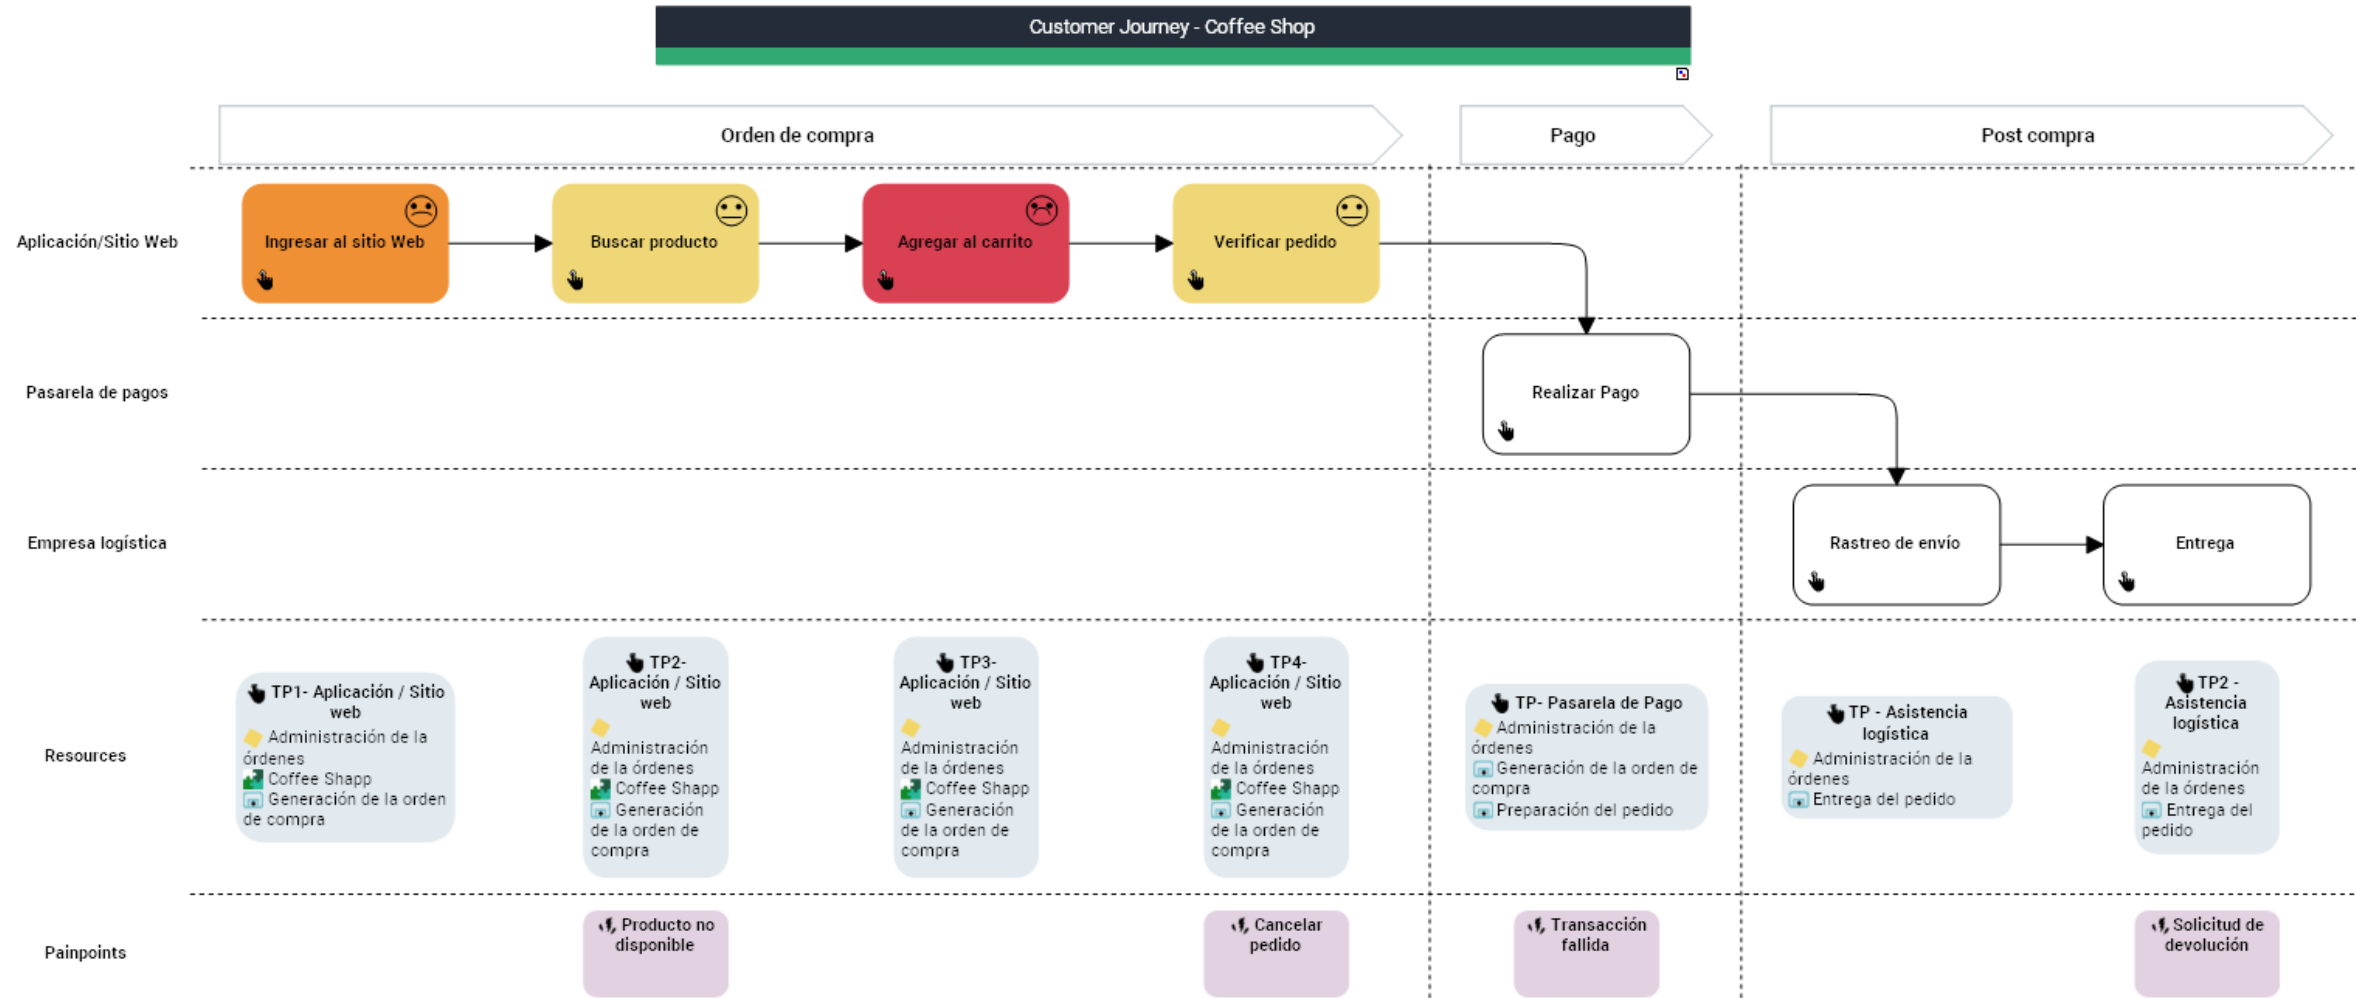 Customer Journey - Coffee Shop
Orden de compra
Pago
Post compra
Aplicación/Sitio Web
Ingresar al sitio Web
Buscar producto
Agregar al carrito
Verificar pedido
Pasarela de pagos
Realizar Pago
Empresa logística
Rastreo de envío
Entrega
Resources
TP1- Aplicación / Sitio
web
Administración de la
órdenes
Coffee Shapp
Generación de la orden
de compra
TP2-
Aplicación / Sitio
web
Administración
de la órdenes
Coffee Shapp
Generación
de la orden de
compra
TP3-
Aplicación / Sitio
web
Administración
de la órdenes
Coffee Shapp
Generación
de la orden de
compra
TP4-
Aplicación / Sitio
web
Administración
de la órdenes
Coffee Shapp
Generación
de la orden de
compra
TP- Pasarela de Pago
Administración de la
órdenes
Generación de la orden de
compra
Preparación del pedido
TP - Asistencia
logística
Administración de la
órdenes
Entrega del pedido
TP2 -
Asistencia
logística
Administración
de la órdenes
Entrega del
pedido
Painpoints
Producto no
disponible
Cancelar
pedido
Transacción
fallida
Solicitud de
devolución